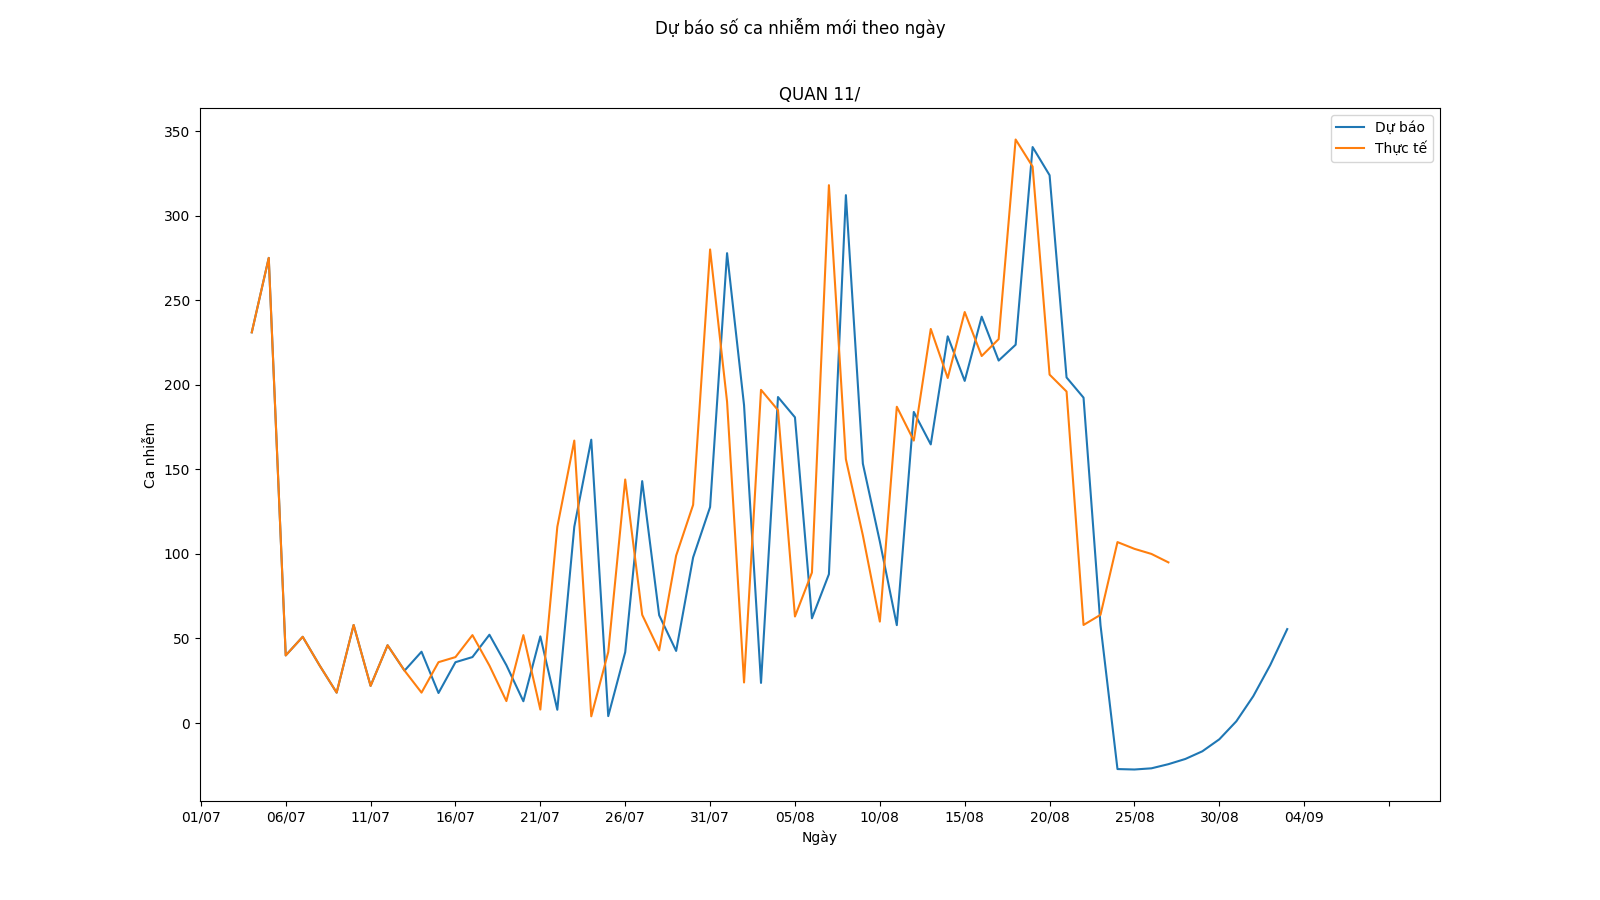 Dự báo số ca nhiễm mới theo ngày
QUAN 11/
Dự báo
Thực tế
350
300
250
200
150
100
50
0
Ca nhiễm
01/07 06/07 11/07 16/07 21/07 26/07 31/07 05/08 10/08 15/08 20/08 25/08 30/08 04/09
Ngày